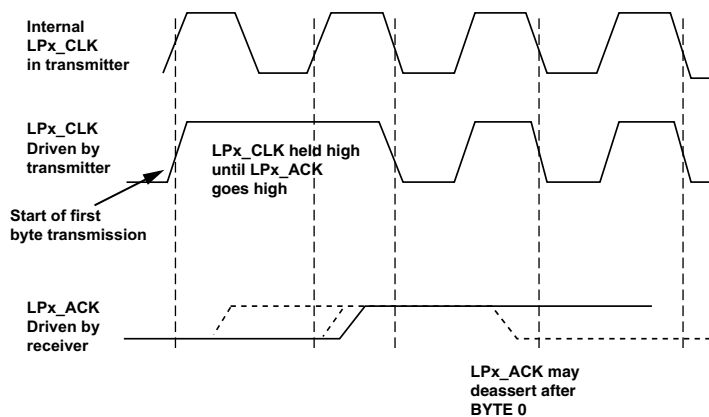 Internal
LPx_CLK
in transmitter
LPx_CLK
Driven by
transmitter
LPx_CLK held high
until LPx_ACK
goes high
Start of first
byte transmission
LPx_ACK
Driven by
receiver
LPx_ACK may
deassert after
BYTE 0